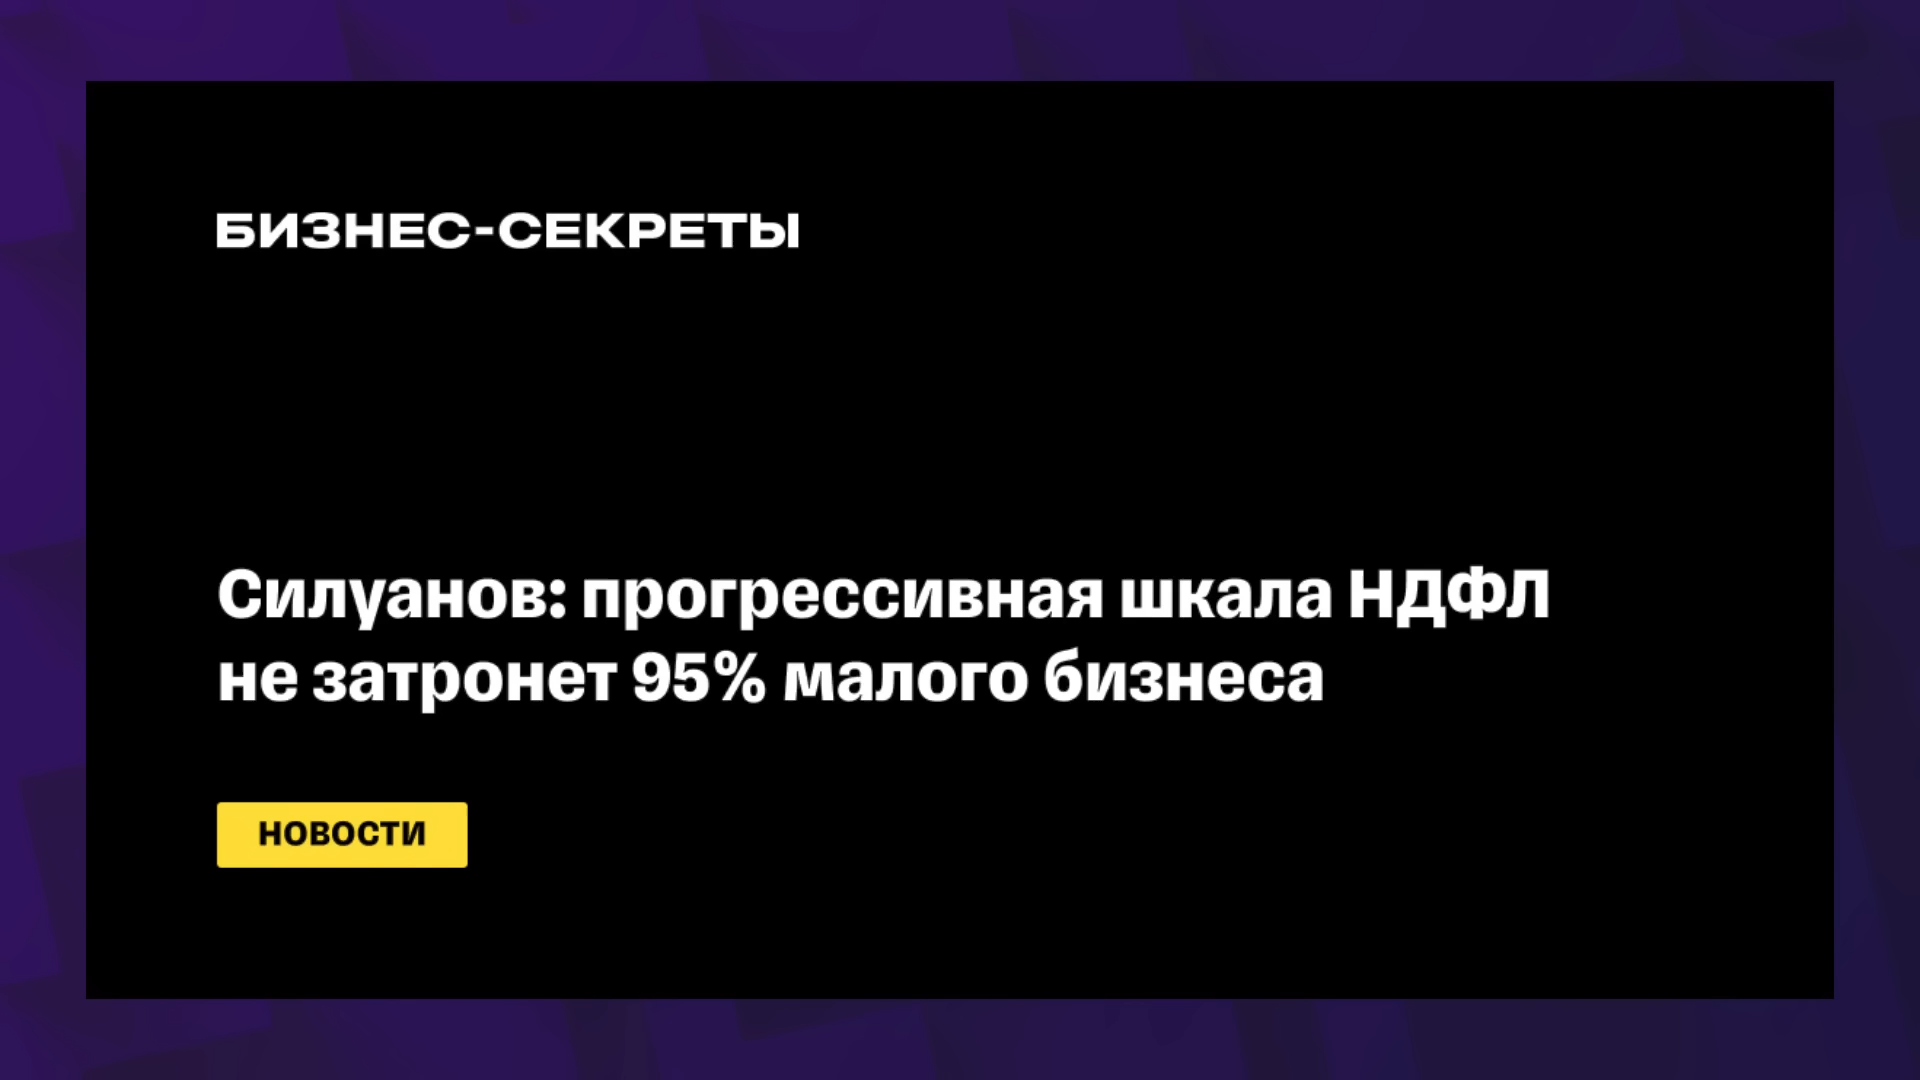 БИЗНЕС-СЕКРЕТЫ
Силуанов: прогрессивная шкала НДФЛ
не затронет 95% малого бизнеса
НОВОСТИ